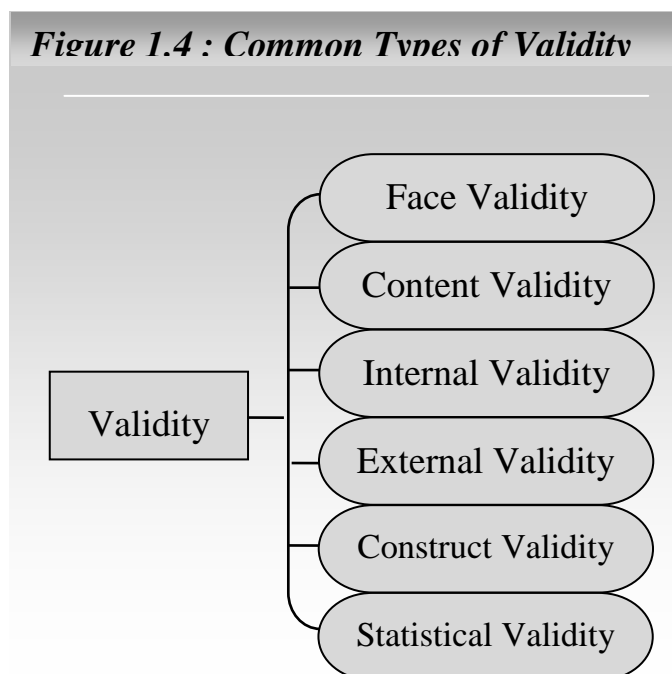 Figure 1.4 : Common Types of Validity
Face Validity
Content Validity
Internal Validity
Validity
External Validity
Construct Validity
Statistical Validity